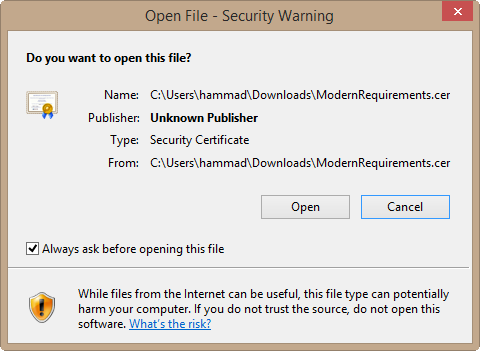 Open File - Security Warning
Do you want to open this file?
Name: C:\Users\hammad\Downloads\ModernRequirements.cer
Publisher: Unknown Publisher
Type: Security Certificate
From: C:\Users\hammad\Downloads\ModernRequirements.cer
Open Cancel
Always ask before opening this file
While files from the Internet can be useful, this file type can potentially
harm your computer. If you do not trust the source, do not open this
software. What's the risk?